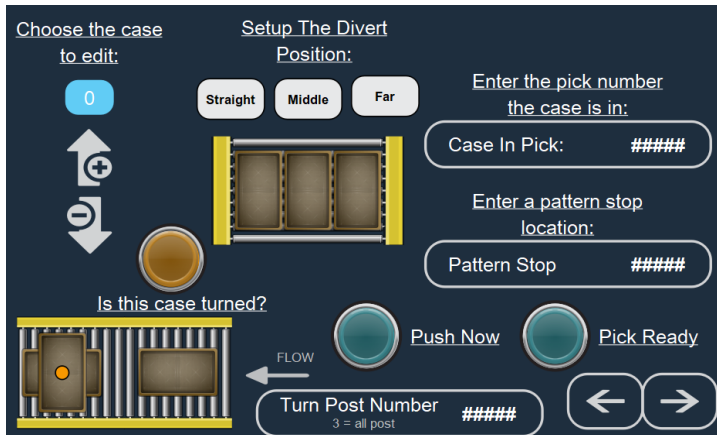 Choose the case
to edit:
0
Setup The Divert
Position:
Straight
Middle
Far
Enter the pick number
the case is in:
Case In Pick: #####
Enter a pattern stop
location:
Pattern Stop #####
Is this case turned?
Push Now
Pick Ready
FLOW
Turn Post Number #####
3 = all post